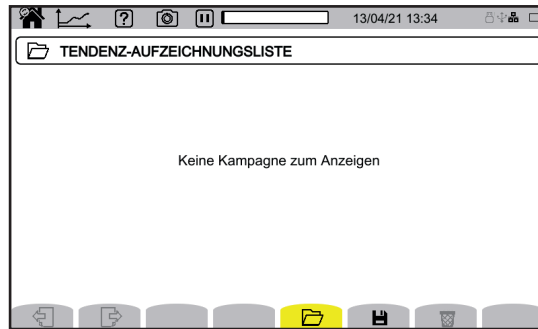 13/04/21 13:34
TENDENZ-AUFZEICHNUNGSLISTE
Keine Kampagne zum Anzeigen